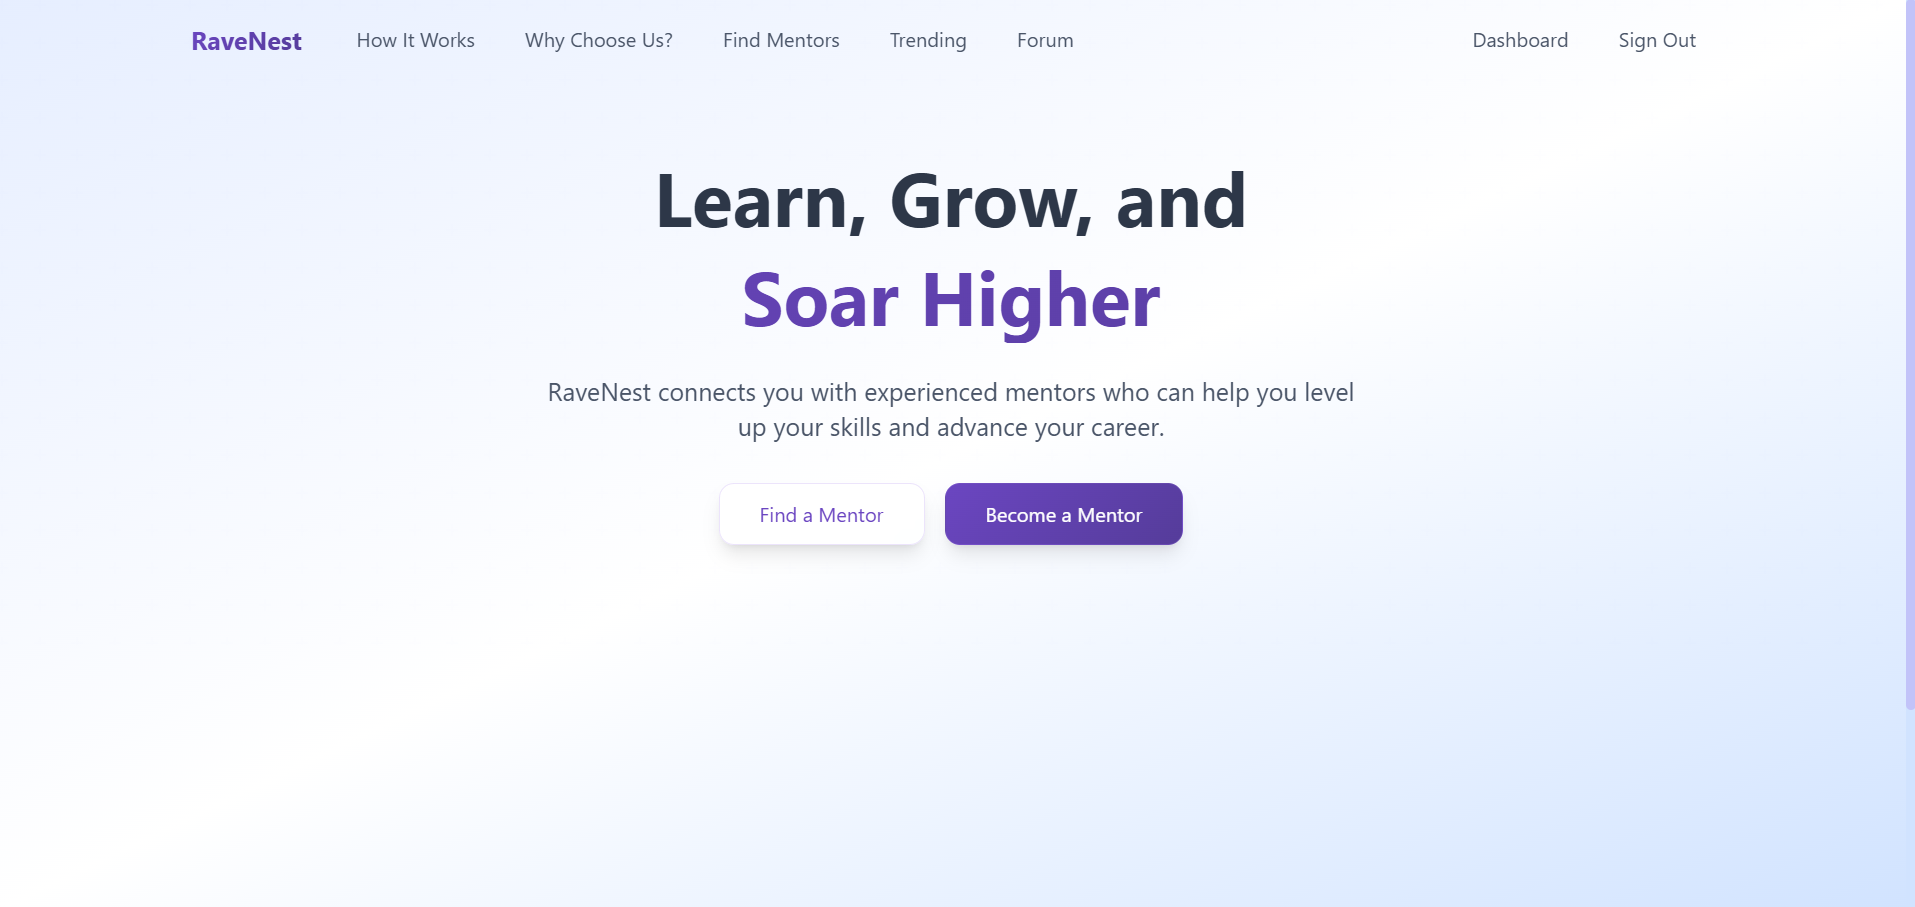 RaveNest
How It Works
Why Choose Us?
Find Mentors
Trending
Forum
Dashboard
Sign Out
Learn, Grow, and
Soar Higher
RaveNest connects you with experienced mentors who can help you level
up your skills and advance your career.
Find a Mentor
Become a Mentor